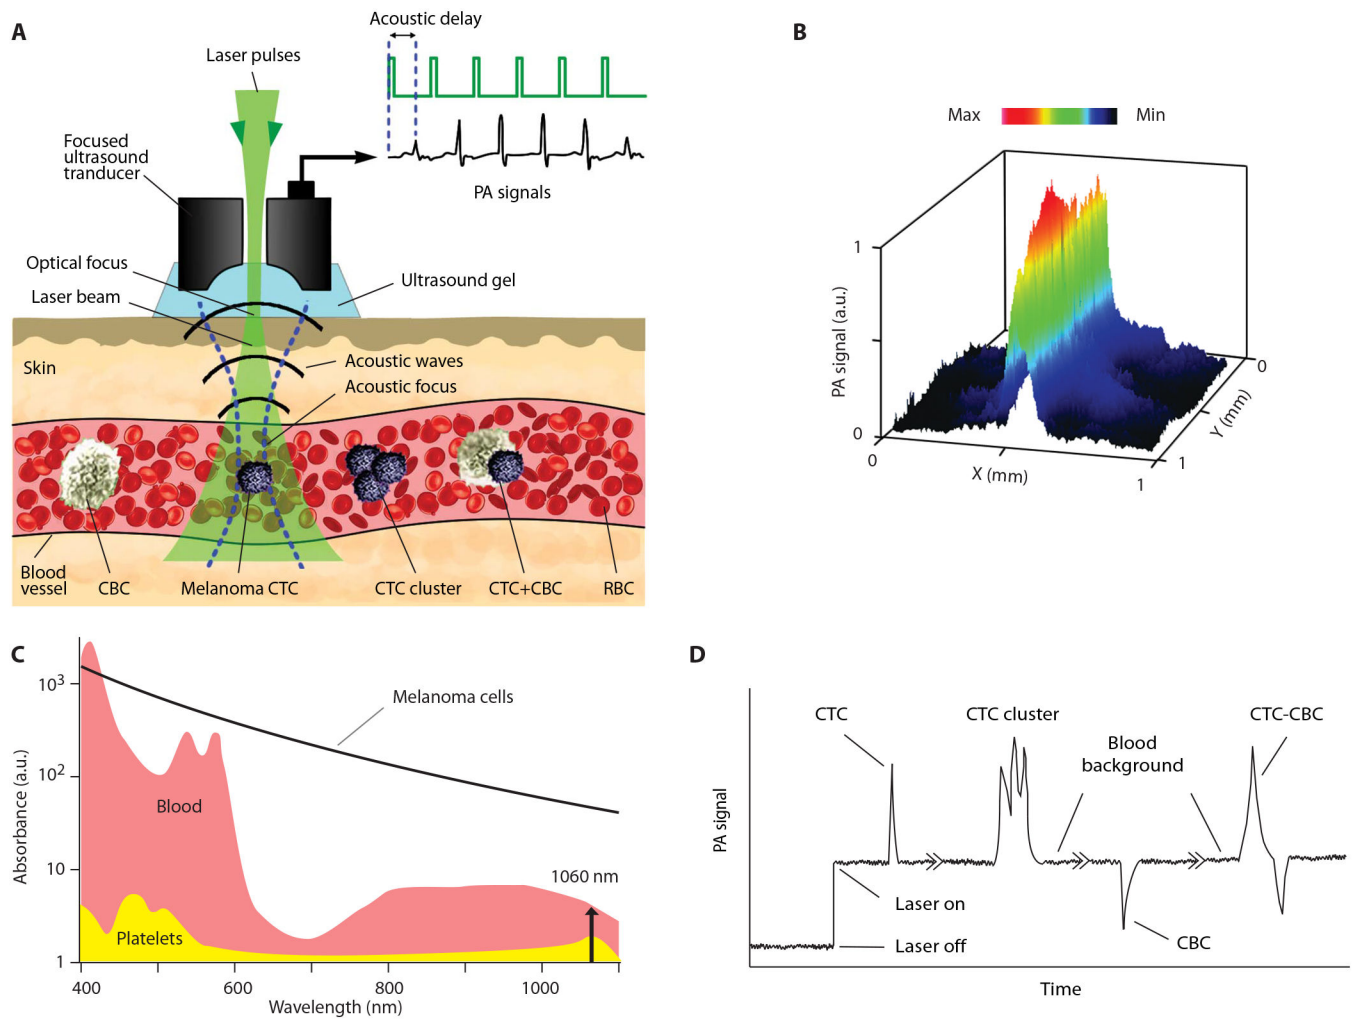 A
Acoustic delay
Laser pulses
Focused
ultrasound
tranducer
PA signals
Optical focus
Laser beam
Ultrasound gel
Skin
Acoustic waves
Acoustic focus
Blood
vessel
CBC
Melanoma CTC
CTC cluster
CTC+CBC
RBC
B
Max
Min
1
0
PA signal (a.u.)
0
X (mm)
1
Y (mm)
0
1
C
Absorbance (a.u.)
10³
10²
10
1
Melanoma cells
Blood
Platelets
1060 nm
400
600
800
1000
Wavelength (nm)
D
PA signal
CTC
CTC cluster
Blood
background
CTC-CBC
Laser on
Laser off
CBC
Time